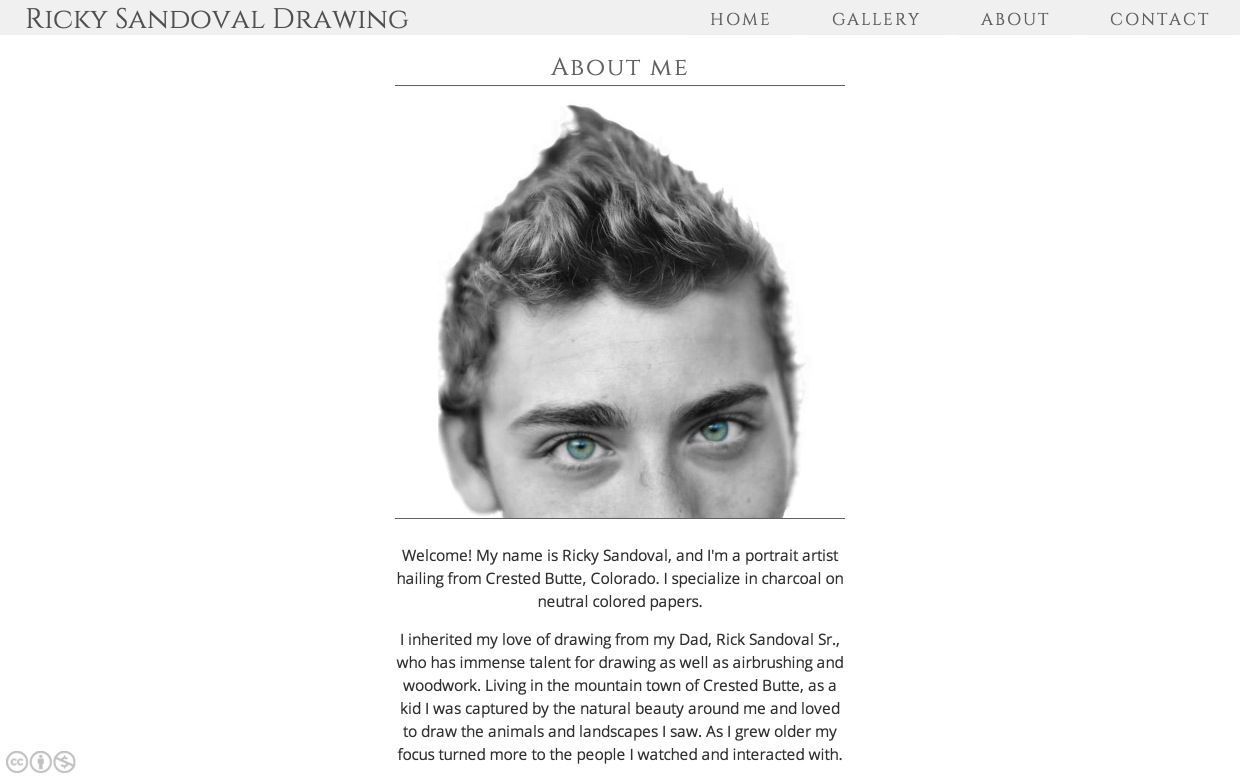 Ricky Sandoval Drawing
HOME GALLERY ABOUT CONTACT
About me
Welcome! My name is Ricky Sandoval, and I'm a portrait artist
hailing from Crested Butte, Colorado. I specialize in charcoal on
neutral colored papers.
I inherited my love of drawing from my Dad, Rick Sandoval Sr.,
who has immense talent for drawing as well as airbrushing and
woodwork. Living in the mountain town of Crested Butte, as a
kid I was captured by the natural beauty around me and loved
to draw the animals and landscapes I saw. As I grew older my
focus turned more to the people I watched and interacted with.
cc